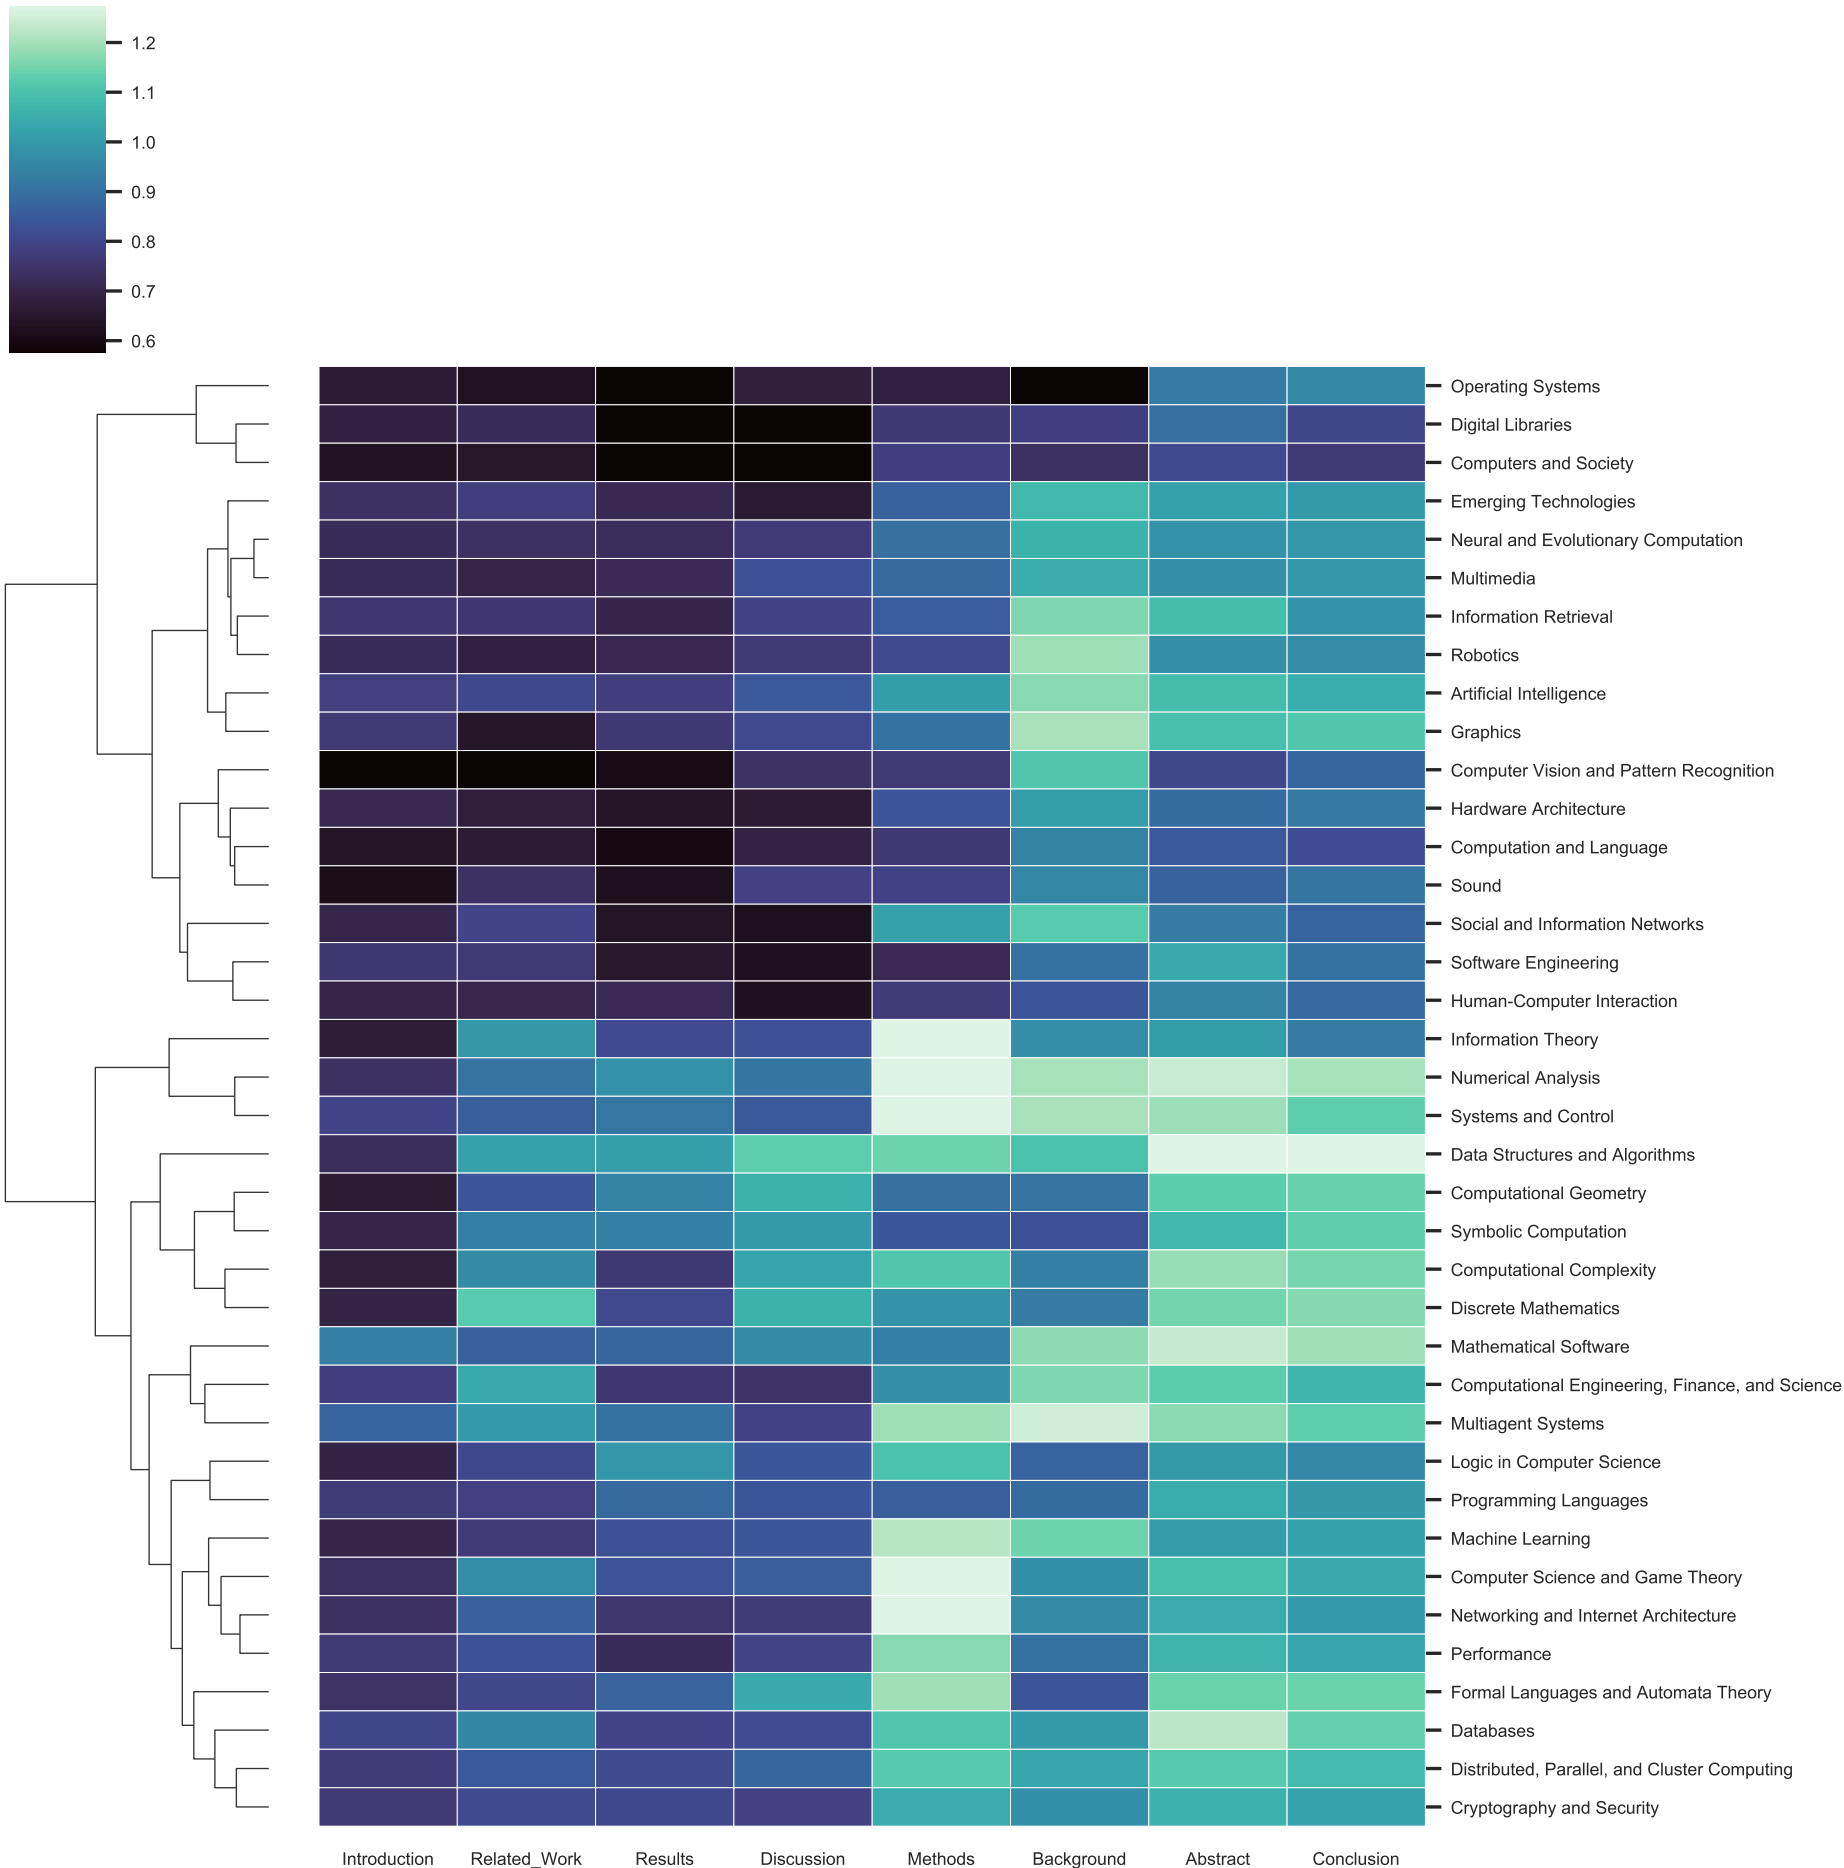 1.2
1.1
1.0
0.9
0.8
0.7
0.6
Operating Systems
Digital Libraries
Computers and Society
Emerging Technologies
Neural and Evolutionary Computation
Multimedia
Information Retrieval
Robotics
Artificial Intelligence
Graphics
Computer Vision and Pattern Recognition
Hardware Architecture
Computation and Language
Sound
Social and Information Networks
Software Engineering
Human-Computer Interaction
Information Theory
Numerical Analysis
Systems and Control
Data Structures and Algorithms
Computational Geometry
Symbolic Computation
Computational Complexity
Discrete Mathematics
Mathematical Software
Computational Engineering, Finance, and Science
Multiagent Systems
Logic in Computer Science
Programming Languages
Machine Learning
Computer Science and Game Theory
Networking and Internet Architecture
Performance
Formal Languages and Automata Theory
Databases
Distributed, Parallel, and Cluster Computing
Cryptography and Security
Introduction Related_Work Results Discussion Methods Background Abstract Conclusion